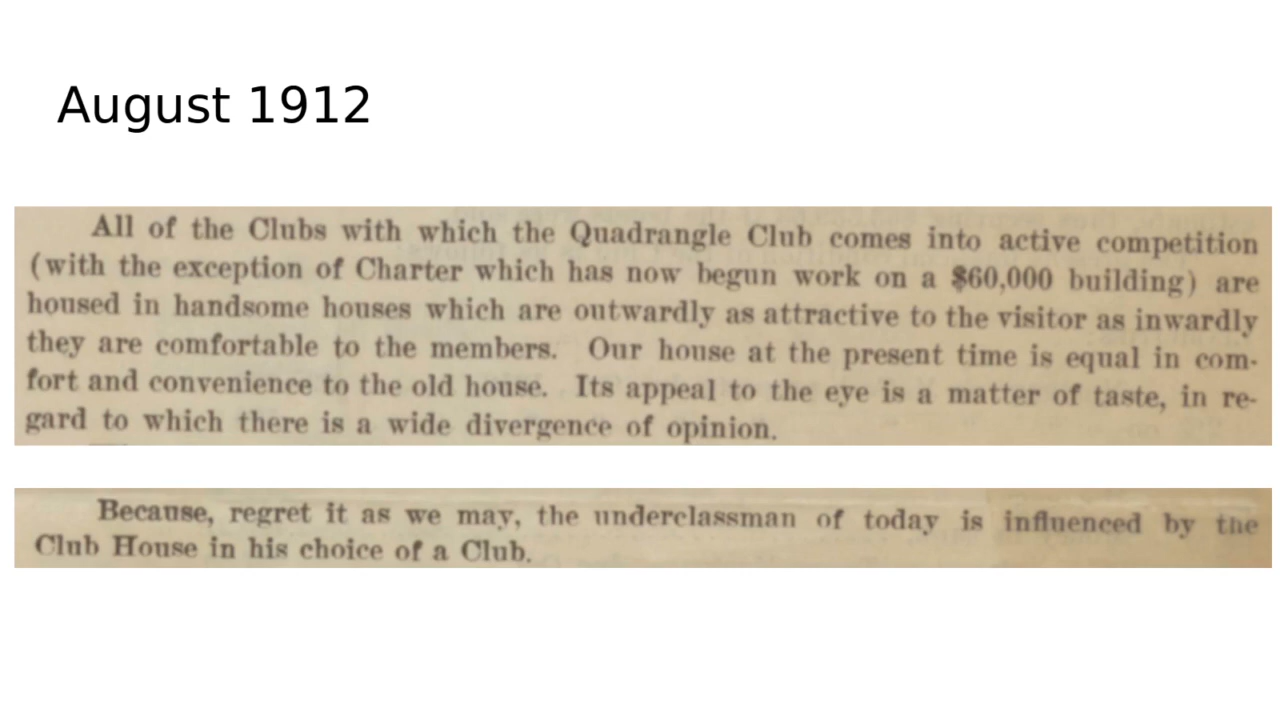 August 1912
All of the Clubs with which the Quadrangle Club comes into active competition
(with the exception of Charter which has now begun work on a $60,000 building) are
housed in handsome houses which are outwardly as attractive to the visitor as inwardly
they are comfortable to the members. Our house at the present time is equal in com-
fort and convenience to the old house. Its appeal to the eye is a matter of taste, in re-
gard to which there is a wide divergence of opinion.
Because, regret it as we may, the underclassman of today is influenced by the
Club House in his choice of a Club.